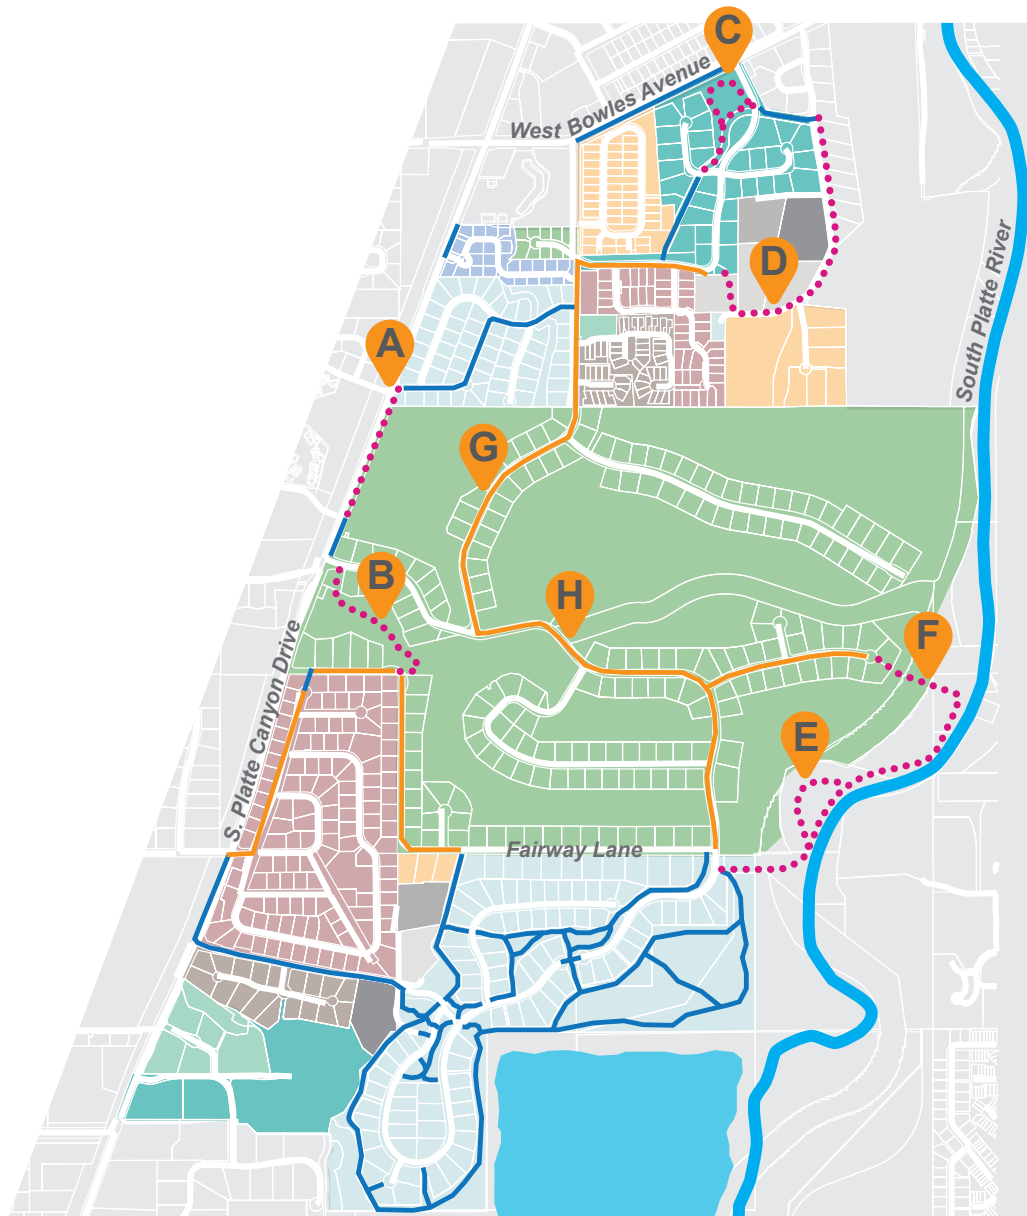 C
West Bowles Avenue
D
South Platte River
A
G
B
H
F
S. Platte Canyon Drive
E
Fairway Lane